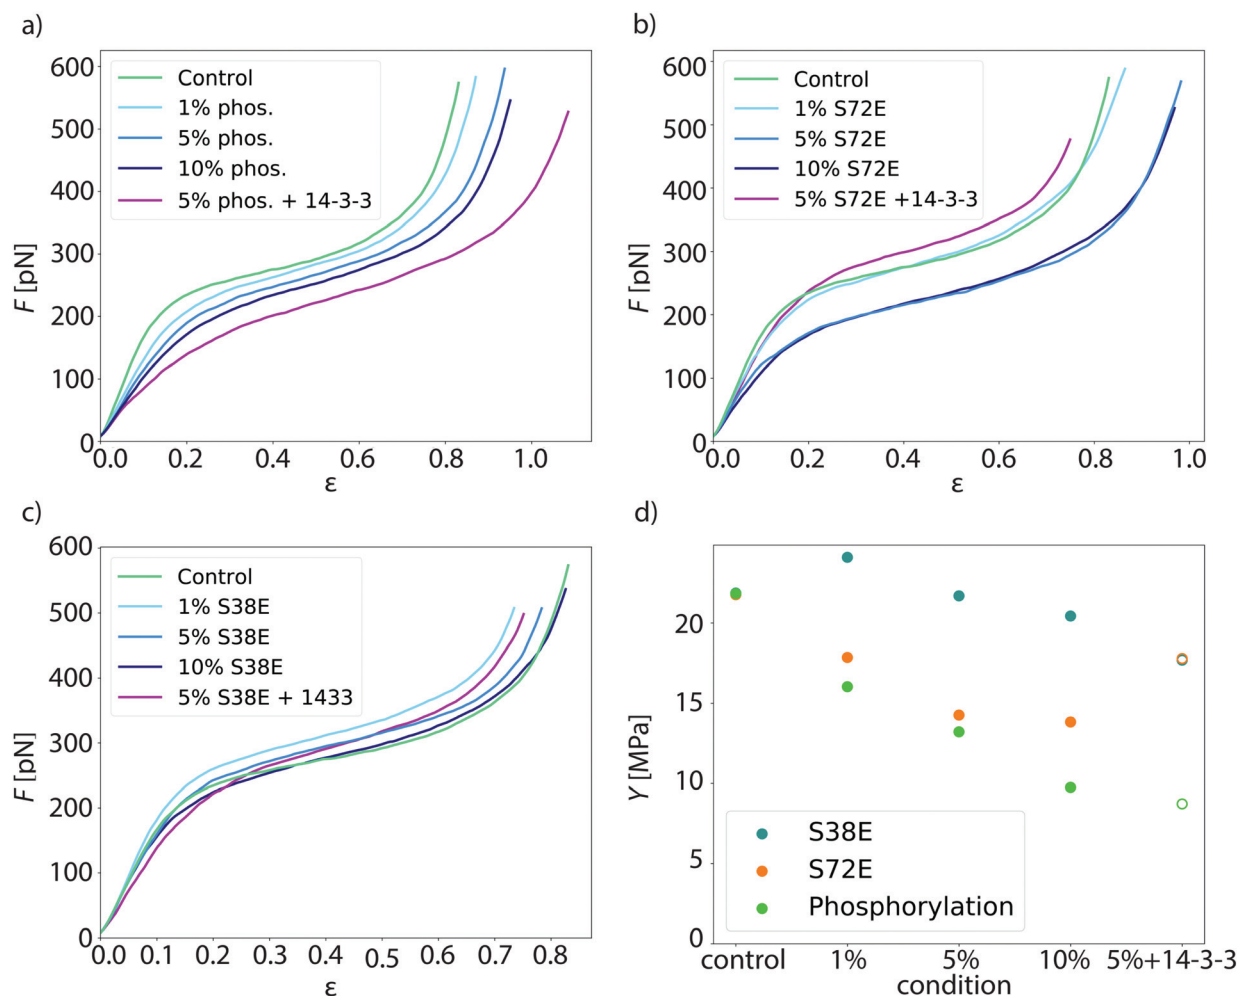 a)
600
500
400
300
200
100
0
F [pN]
Control
1% phos.
5% phos.
10% phos.
5% phos. + 14-3-3
0.0 0.2 0.4 0.6 0.8 1.0
ε
b)
600
500
400
300
200
100
0
F [pN]
Control
1% S72E
5% S72E
10% S72E
5% S72E +14-3-3
0.0 0.2 0.4 0.6 0.8 1.0
ε
c)
600
500
400
300
200
100
0
F [pN]
Control
1% S38E
5% S38E
10% S38E
5% S38E + 1433
0.0 0.1 0.2 0.3 0.4 0.5 0.6 0.7 0.8
ε
d)
20
15
10
5
0
Y [MPa]
S38E
S72E
Phosphorylation
control 1% 5% 10% 5%+14-3-3
condition